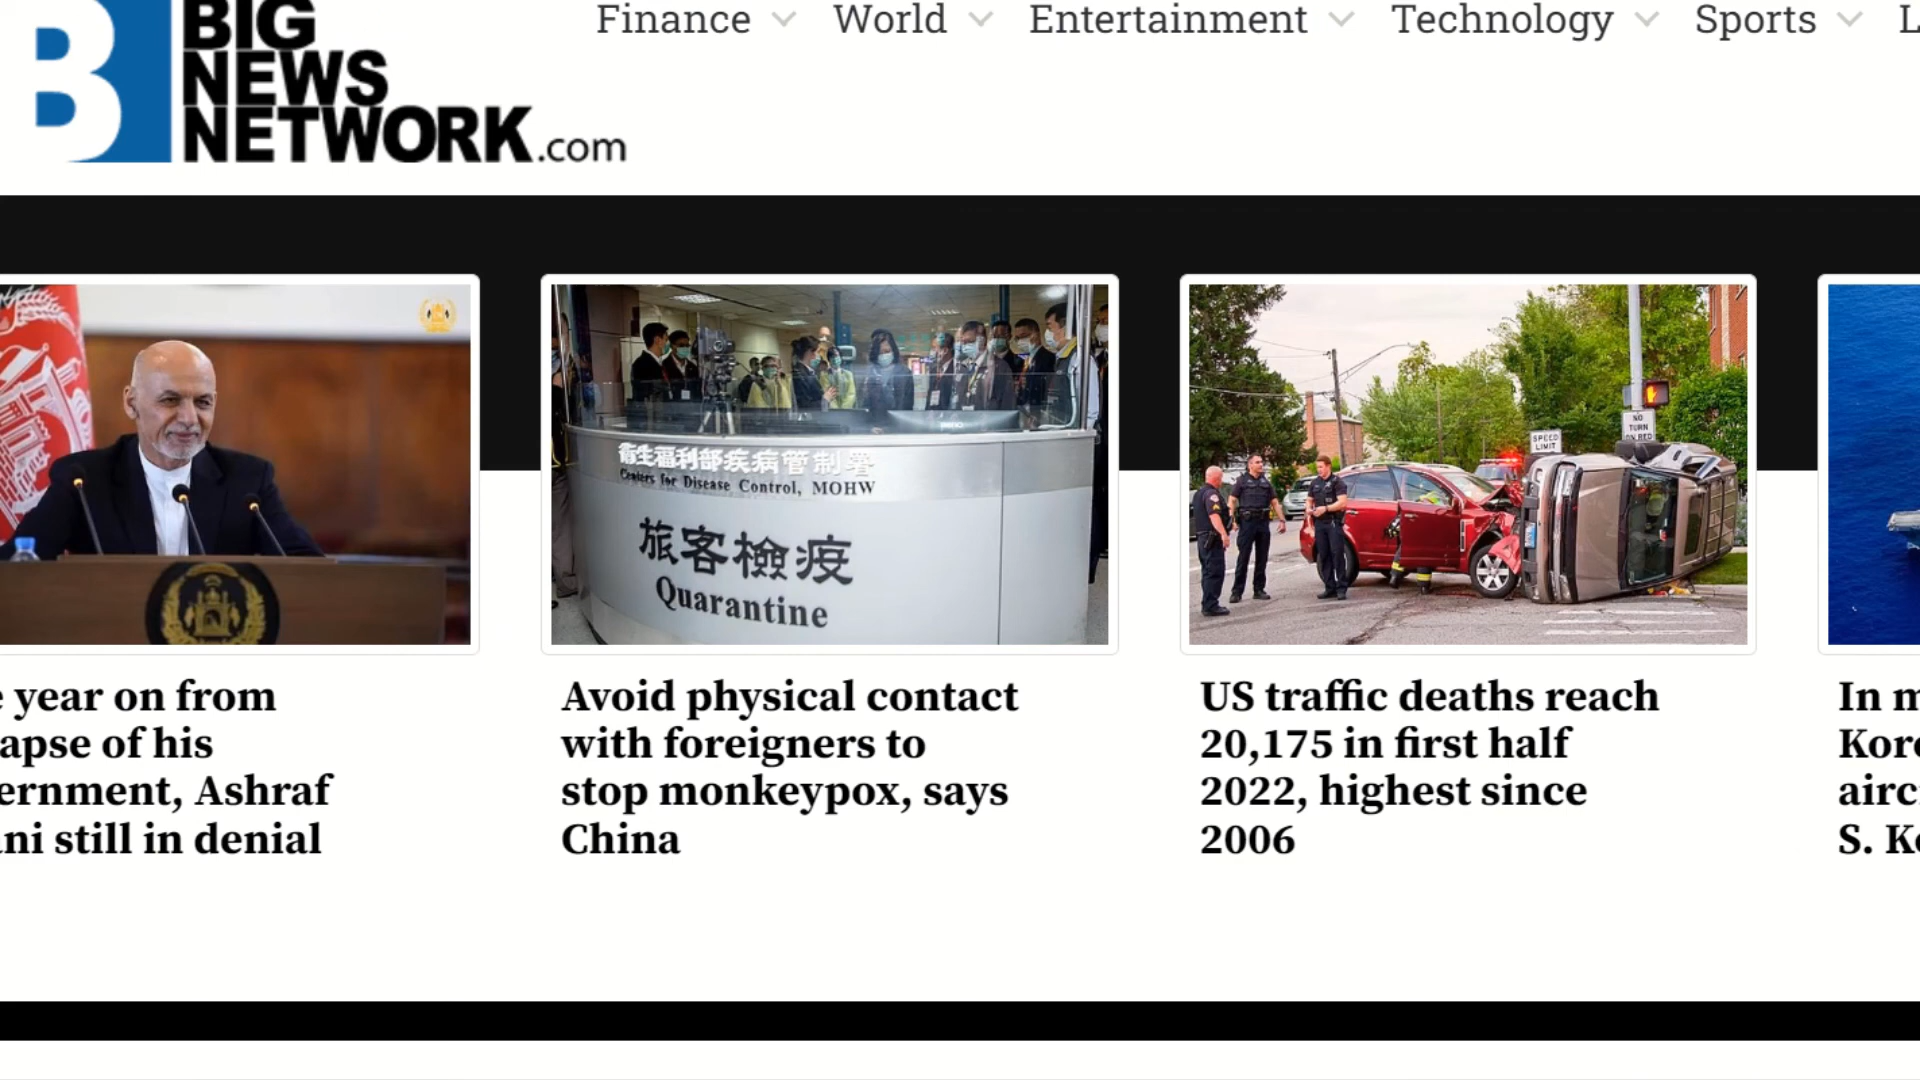 B BIG
NEWS
NETWORK.com
Finance World Entertainment Technology Sports L
衛生福利部疾病管制署
Centers for Disease Control, MOHW
旅客檢疫
Quarantine
SPEED
LIMIT
NO
TURN
ON RED
e year on from
apse of his
ernment, Ashraf
ani still in denial
Avoid physical contact
with foreigners to
stop monkeypox, says
China
US traffic deaths reach
20,175 in first half
2022, highest since
2006
In m
Kore
airc
S. Ko